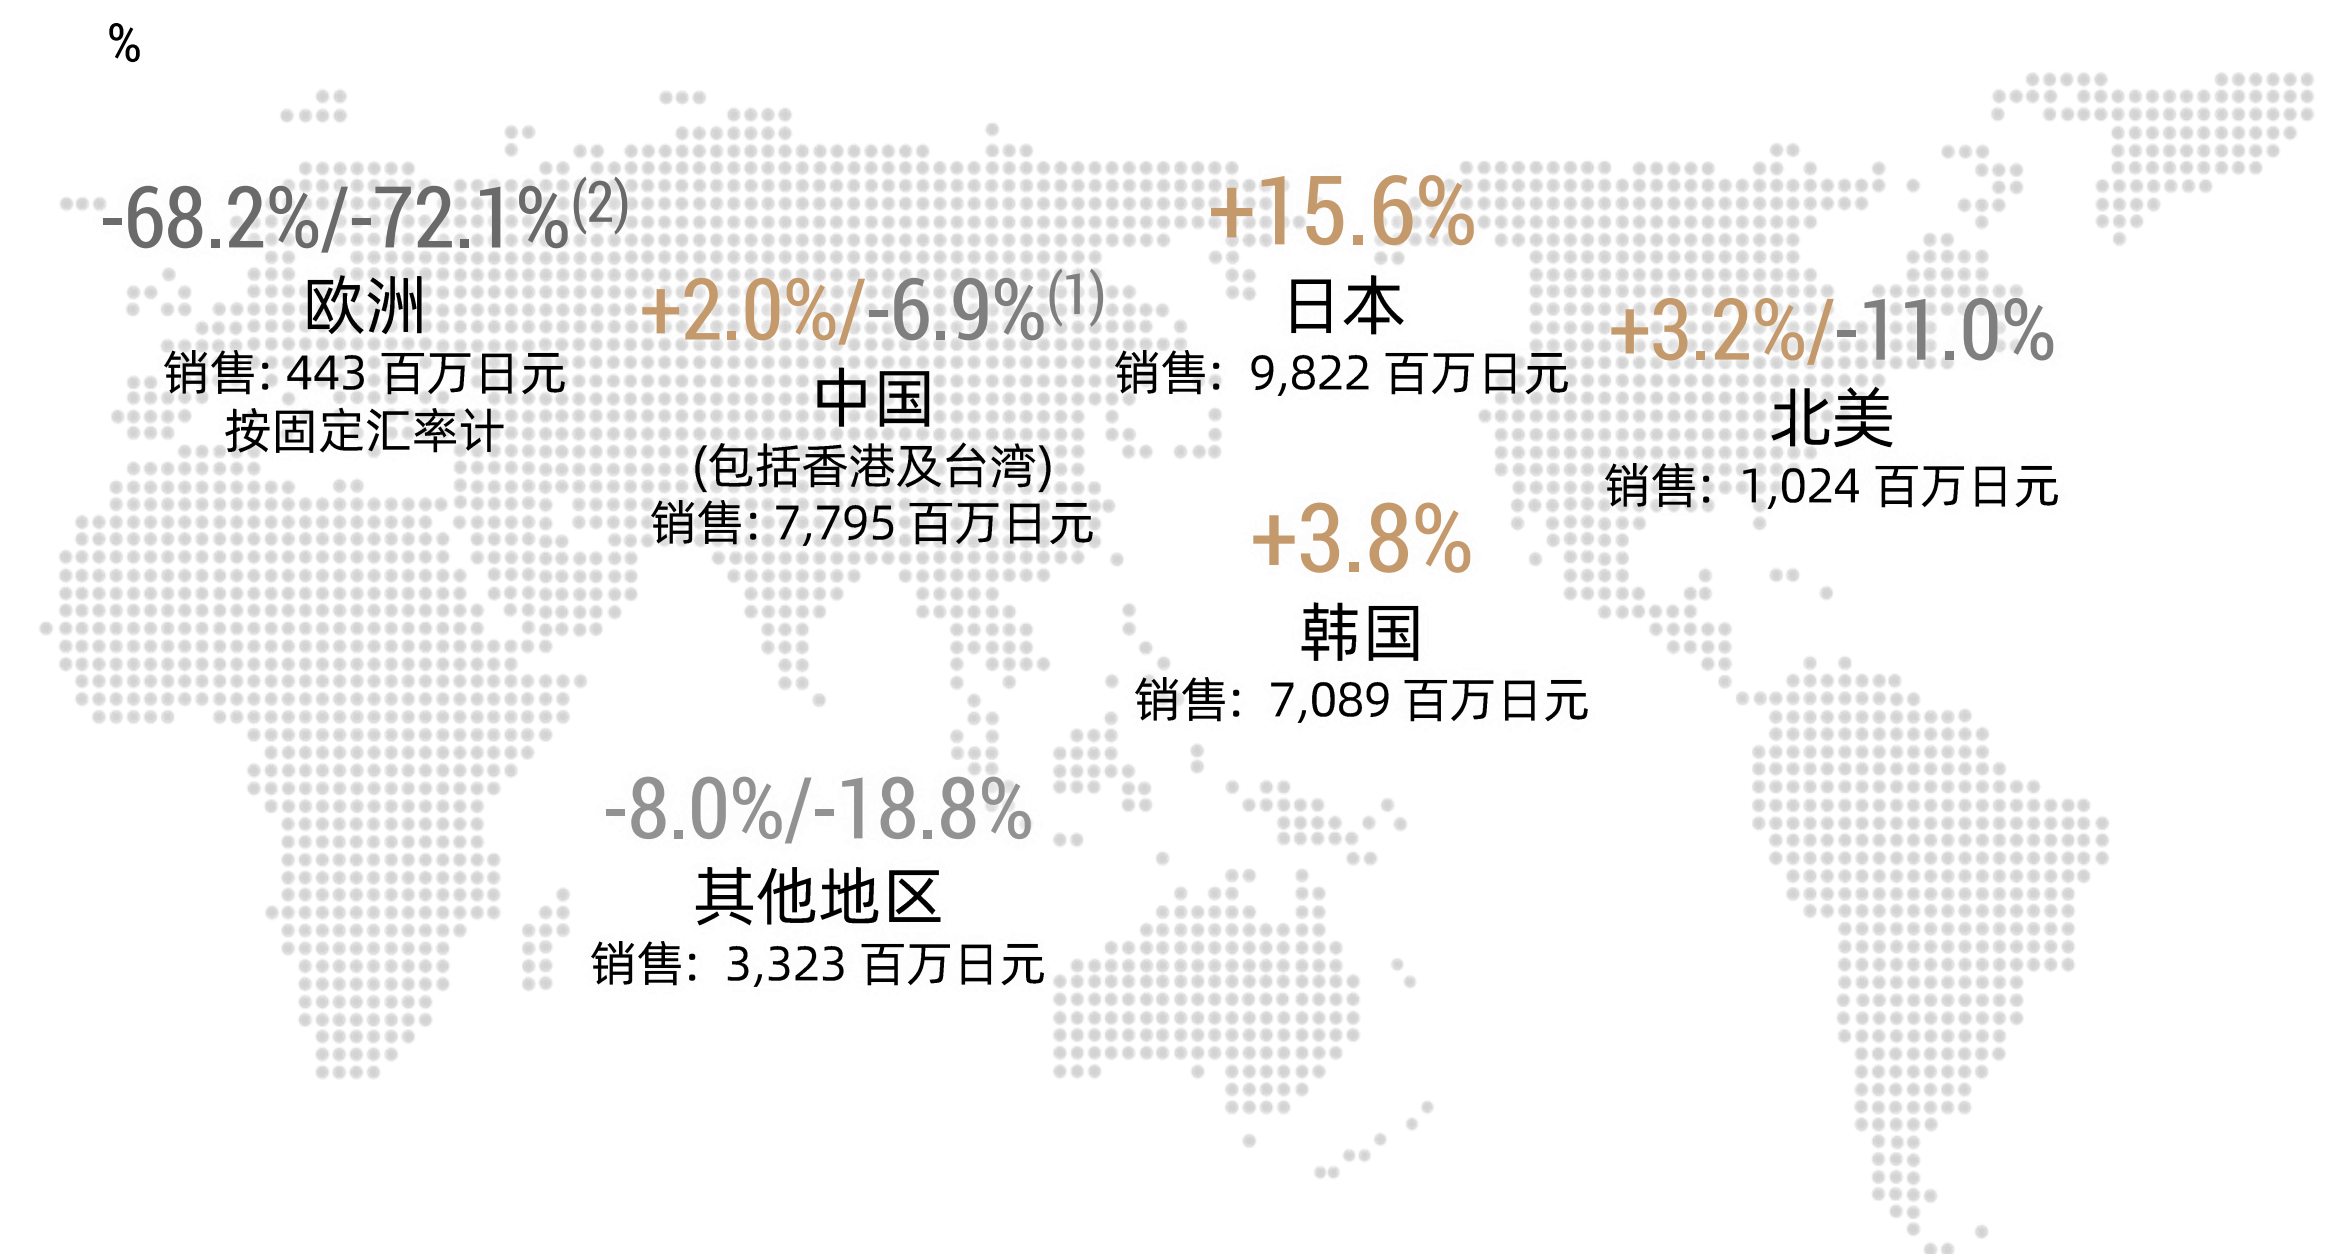 %
-68.2%/-72.1%(2)
欧洲
销售: 443 百万日元
按固定汇率计
+2.0%/-6.9%(1)
中国
(包括香港及台湾)
销售: 7,795 百万日元
+15.6%
日本
销售: 9,822 百万日元
+3.2%/-11.0%
北美
销售: 1,024 百万日元
+3.8%
韩国
销售: 7,089 百万日元
-8.0%/-18.8%
其他地区
销售: 3,323 百万日元